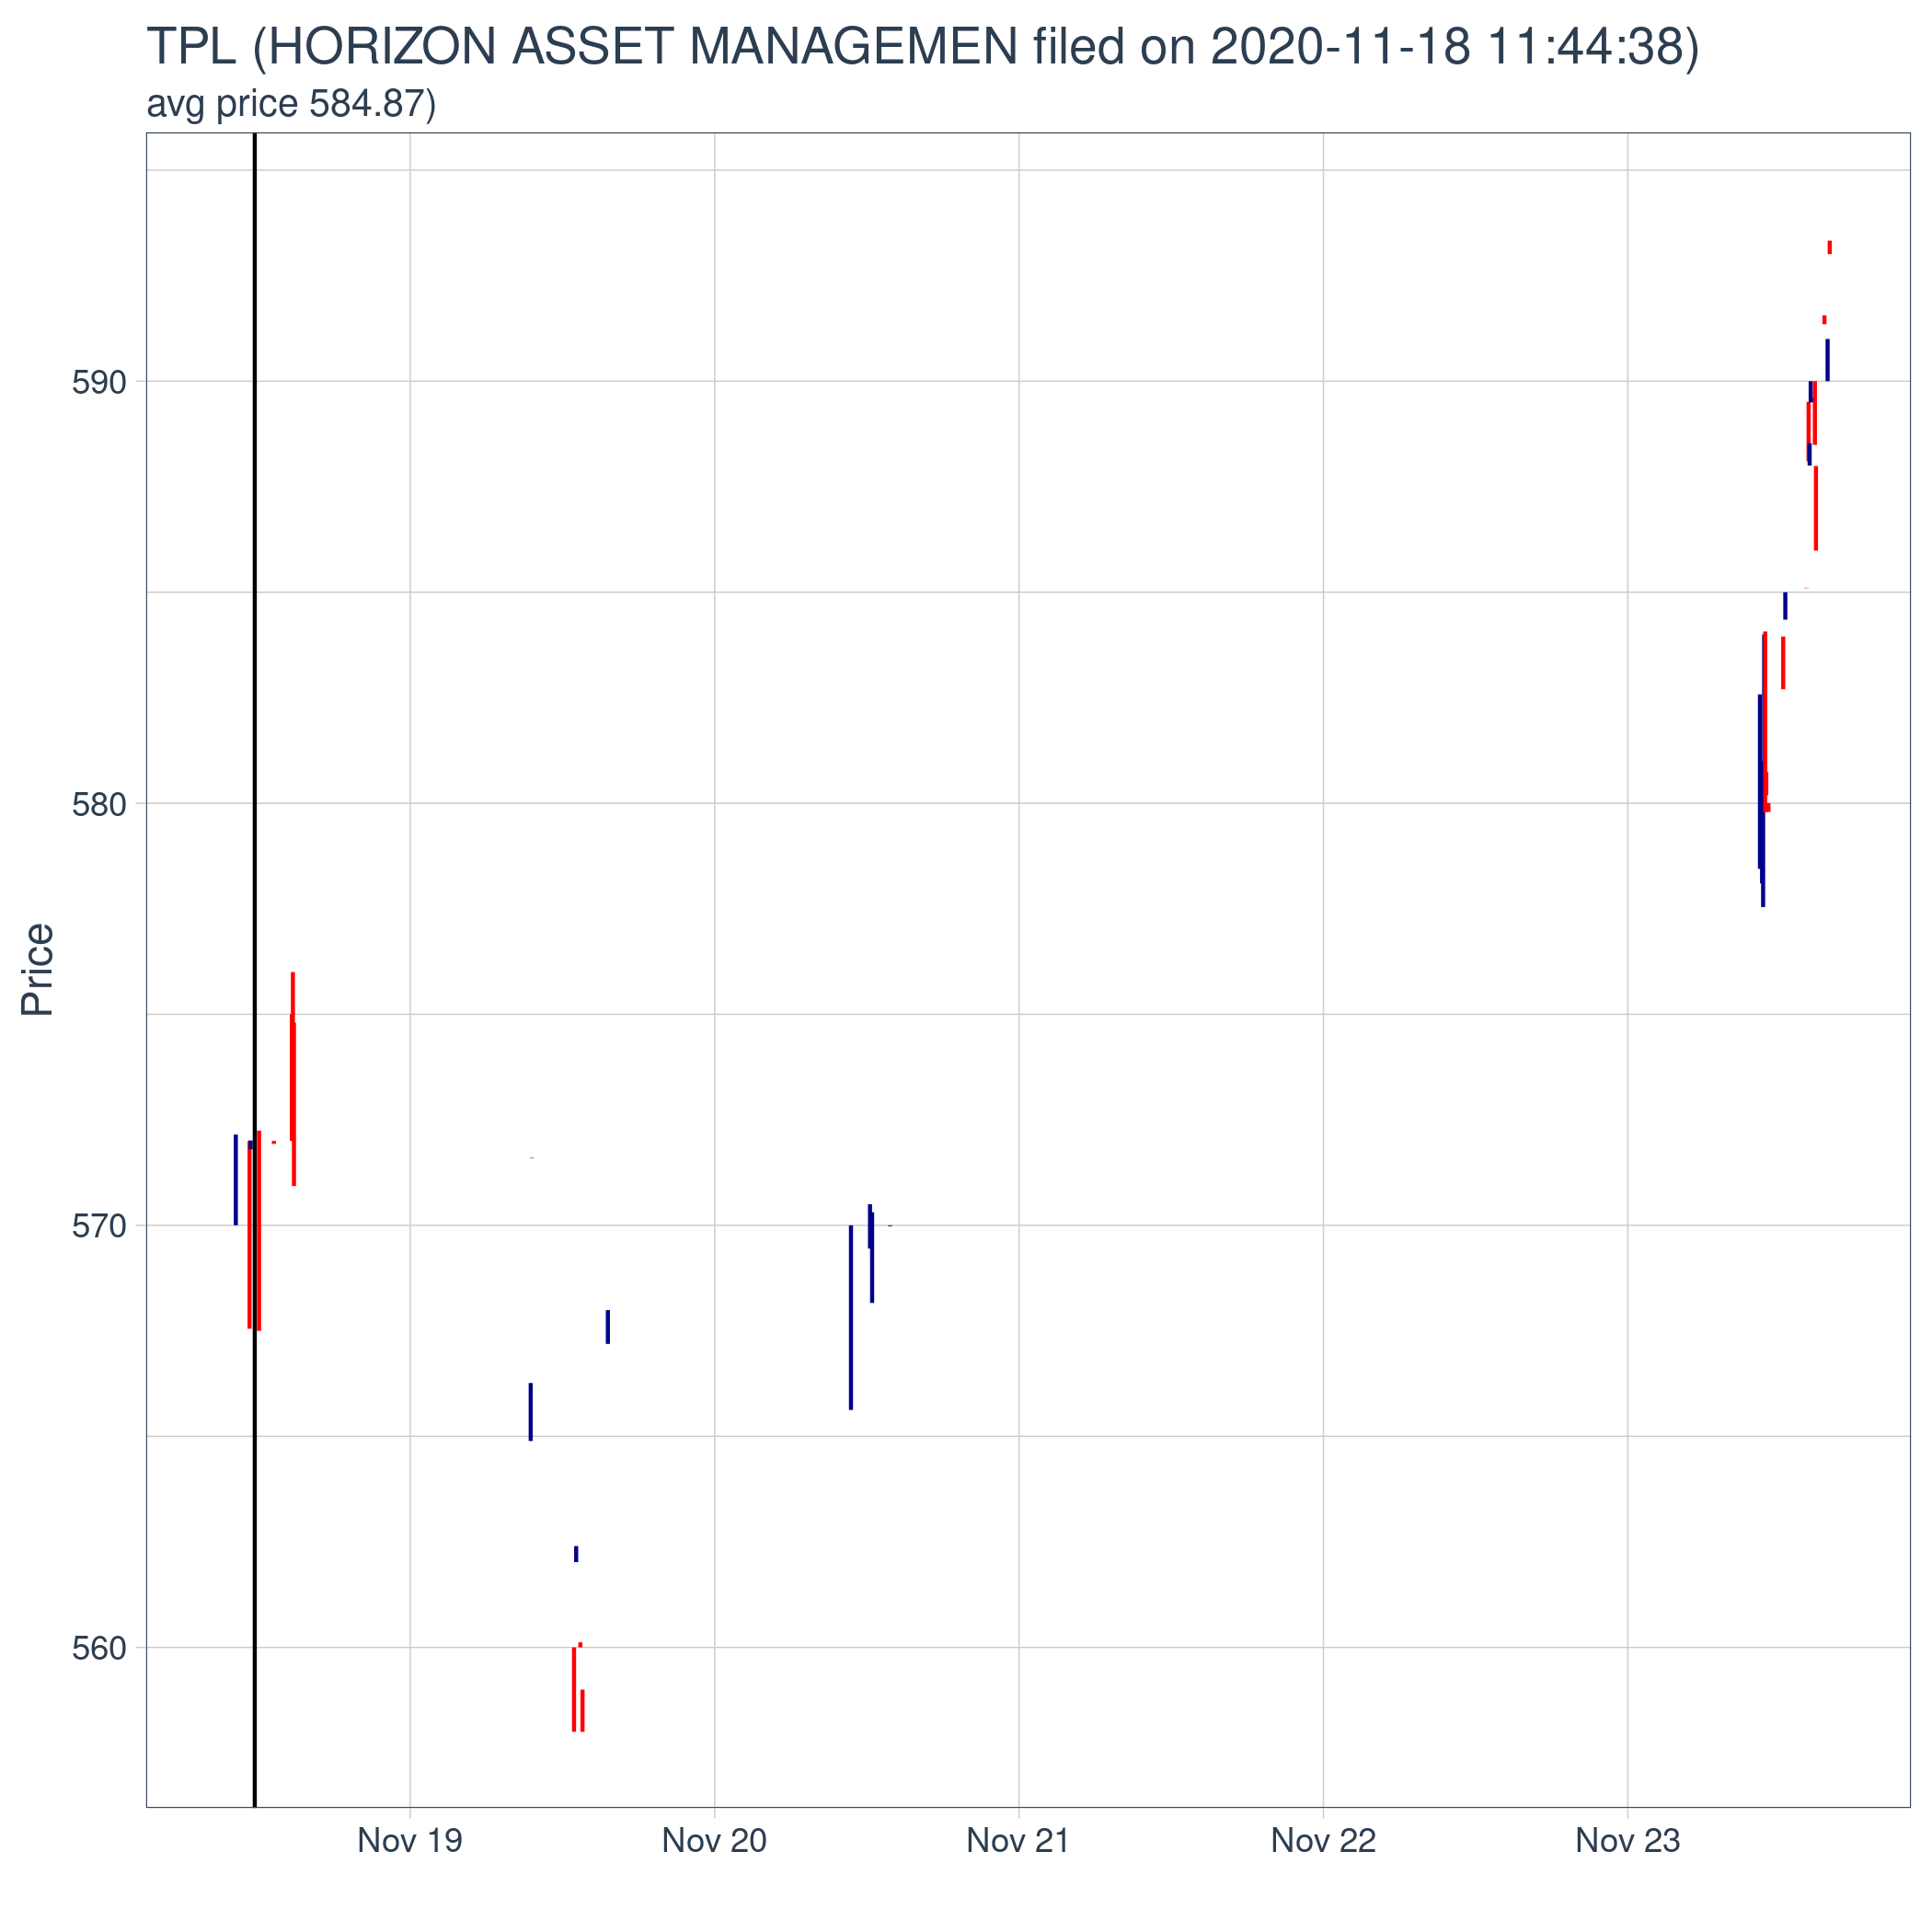 TPL (HORIZON ASSET MANAGEMEN filed on 2020-11-18 11:44:38)
avg price 584.87)
590
580
570
560
Price
Nov 19
Nov 20
Nov 21
Nov 22
Nov 23